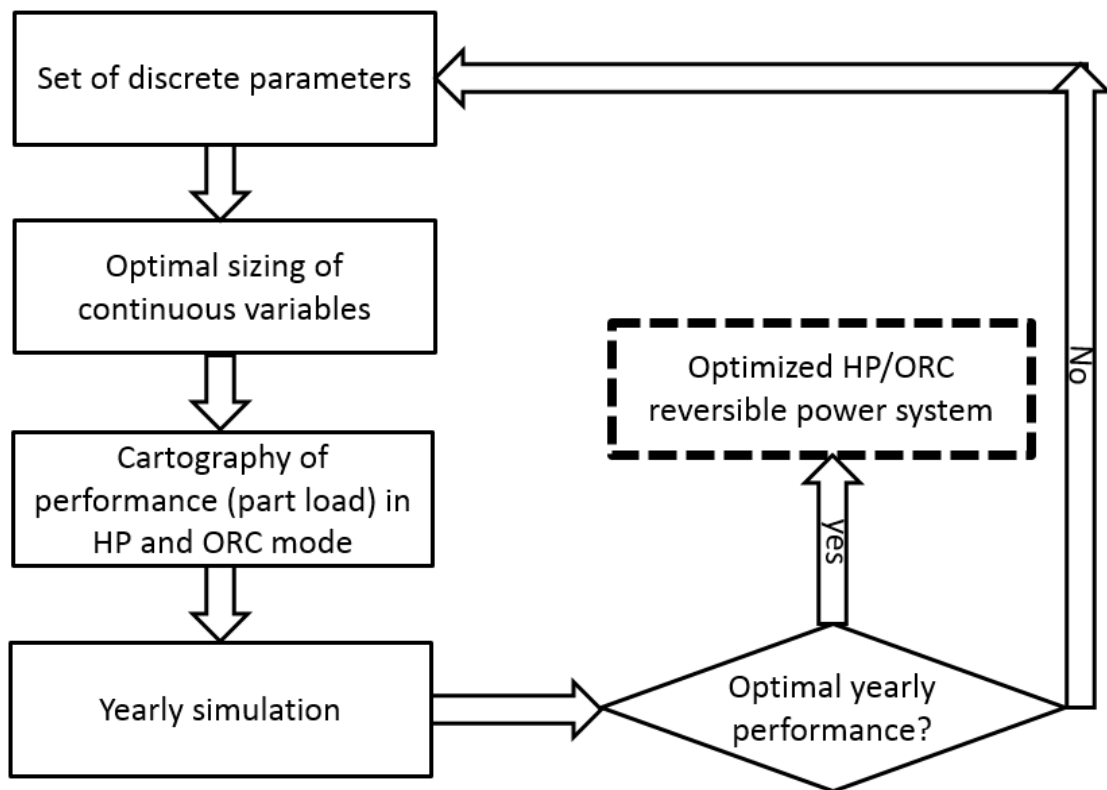 Set of discrete parameters
Optimal sizing of
continuous variables
Cartography of
performance (part load) in
HP and ORC mode
Yearly simulation
Optimal yearly
performance?
yes
Optimized HP/ORC
reversible power system
No